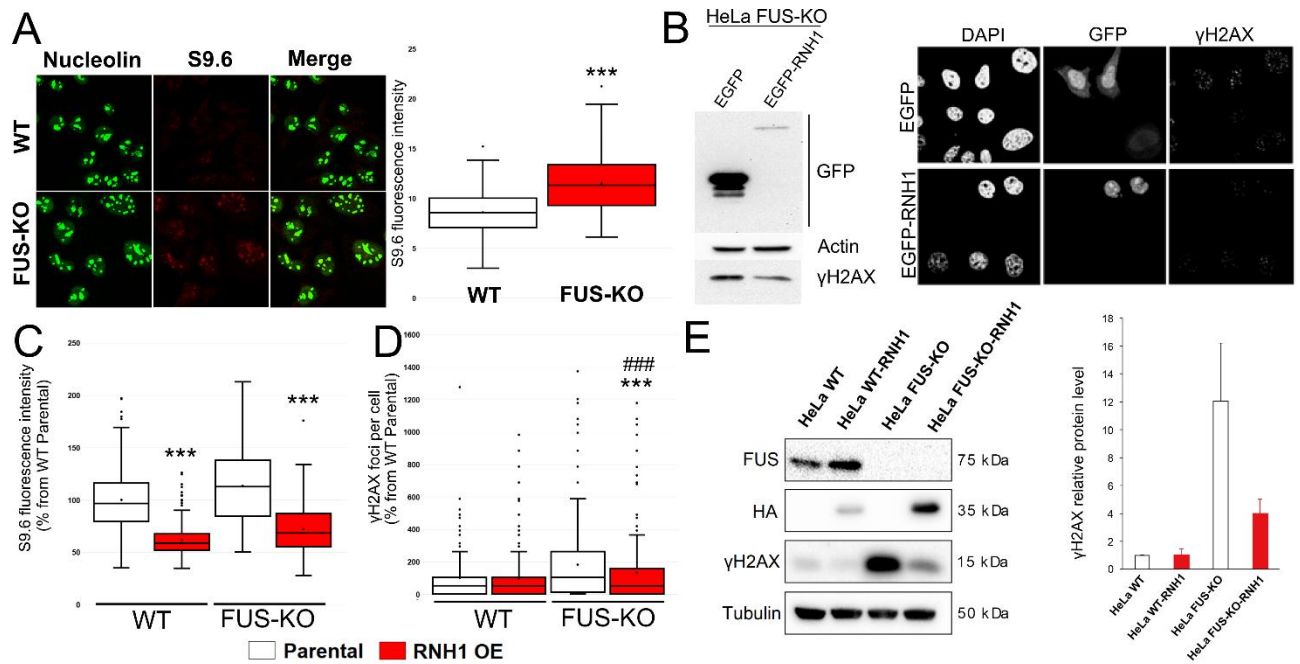 A
Nucleolin S9.6 Merge
WT
FUS-KO
S9.6 fluorescence intensity
25
20
15
10
5
0
***
WT FUS-KO
B
HeLa FUS-KO
EGFP
EGFP-RNH1
GFP
Actin
γH2AX
DAPI GFP γH2AX
EGFP
EGFP-RNH1
C
S9.6 fluorescence intensity
(% from WT Parental)
250
200
150
100
50
0
***
***
WT FUS-KO
D
γH2AX foci per cell
(% from WT Parental)
1600
1400
1200
1000
800
600
400
200
0
###
***
WT FUS-KO
Parental RNH1 OE
E
HeLa WT
HeLa WT-RNH1
HeLa FUS-KO
HeLa FUS-KO-RNH1
FUS 75 kDa
HA 35 kDa
γH2AX 15 kDa
Tubulin 50 kDa
γH2AX relative protein level
18
16
14
12
10
8
6
4
2
0
HeLa WT
HeLa WT-RNH1
HeLa FUS-KO
HeLa FUS-KO-RNH1